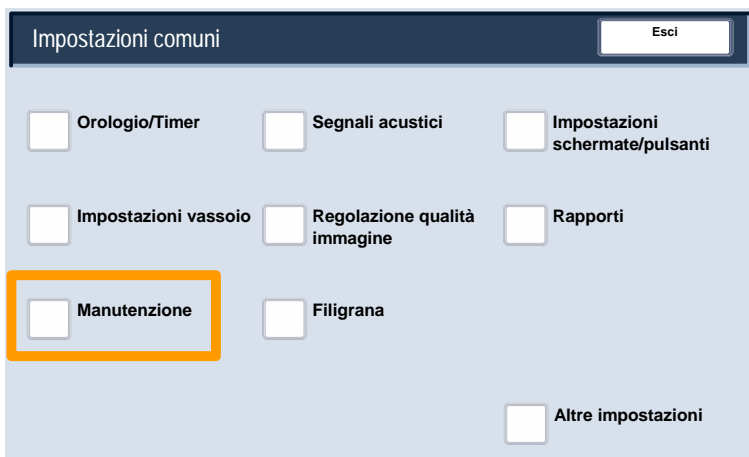 Impostazioni comuni
Esci
Orologio/Timer
Segnali acustici
Impostazioni
schermate/pulsanti
Impostazioni vassoio
Regolazione qualità
immagine
Rapporti
Manutenzione
Filigrana
Altre impostazioni